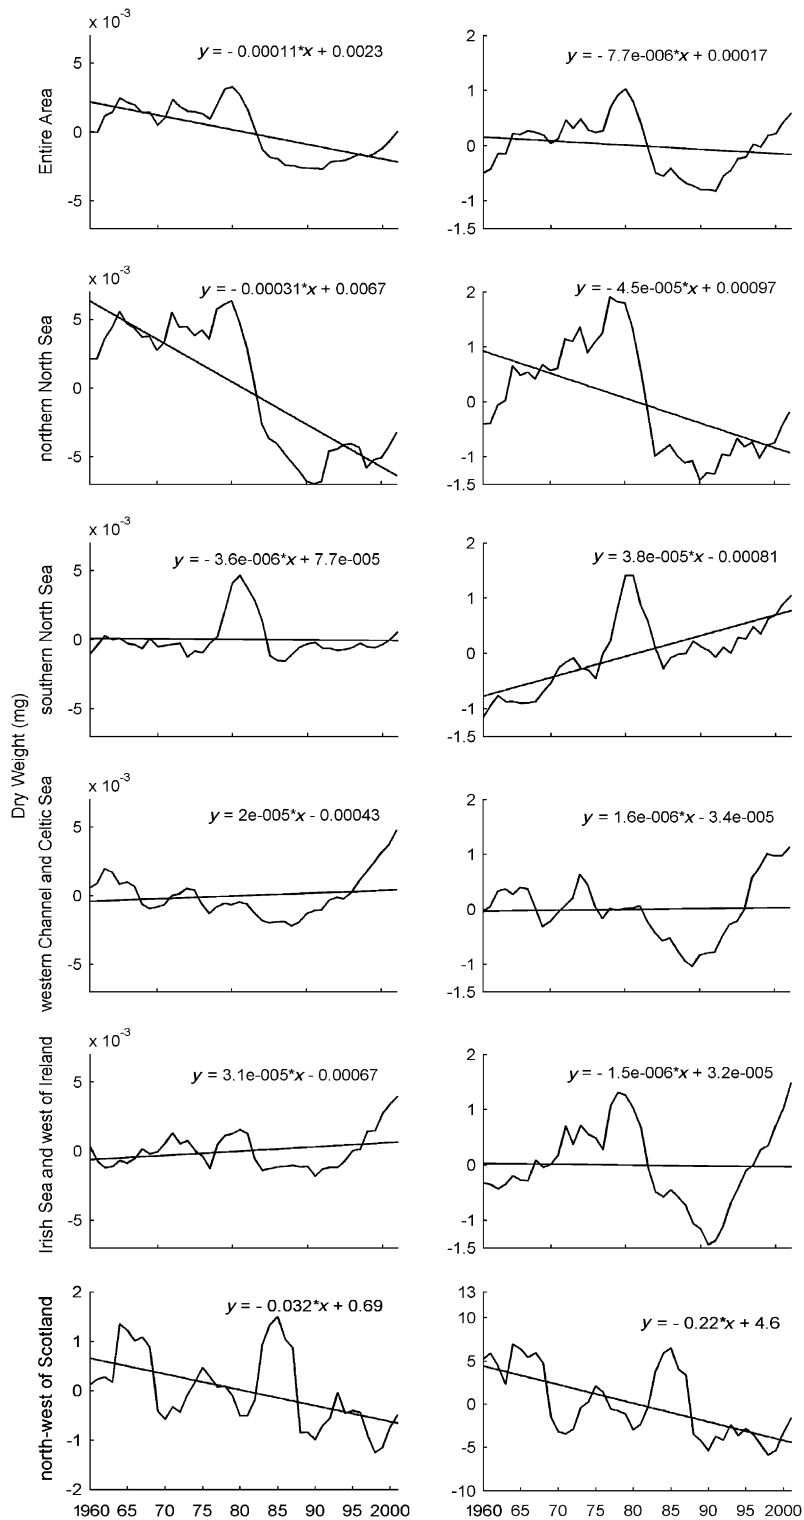 x 10-3
y = - 0.00011*x + 0.0023
5
0
-5
Entire Area
2
y = - 7.7e-006*x + 0.00017
1
0
-1
-1.5
x 10-3
y = - 0.00031*x + 0.0067
5
0
-5
northern North Sea
2
y = - 4.5e-005*x + 0.00097
1
0
-1
-1.5
x 10-3
y = - 3.6e-006*x + 7.7e-005
5
0
-5
southern North Sea
2
y = 3.8e-005*x - 0.00081
1
0
-1
-1.5
Dry Weight (mg)
x 10-3
y = 2e-005*x - 0.00043
5
0
-5
western Channel and Celtic Sea
2
y = 1.6e-006*x - 3.4e-005
1
0
-1
-1.5
x 10-3
y = 3.1e-005*x - 0.00067
5
0
-5
Irish Sea and west of Ireland
2
y = - 1.5e-006*x + 3.2e-005
1
0
-1
-1.5
2
y = - 0.032*x + 0.69
1
0
-1
-2
north-west of Scotland
1960 65 70 75 80 85 90 95 2000
13
10
y = - 0.22*x + 4.6
5
0
-5
-10
1960 65 70 75 80 85 90 95 2000